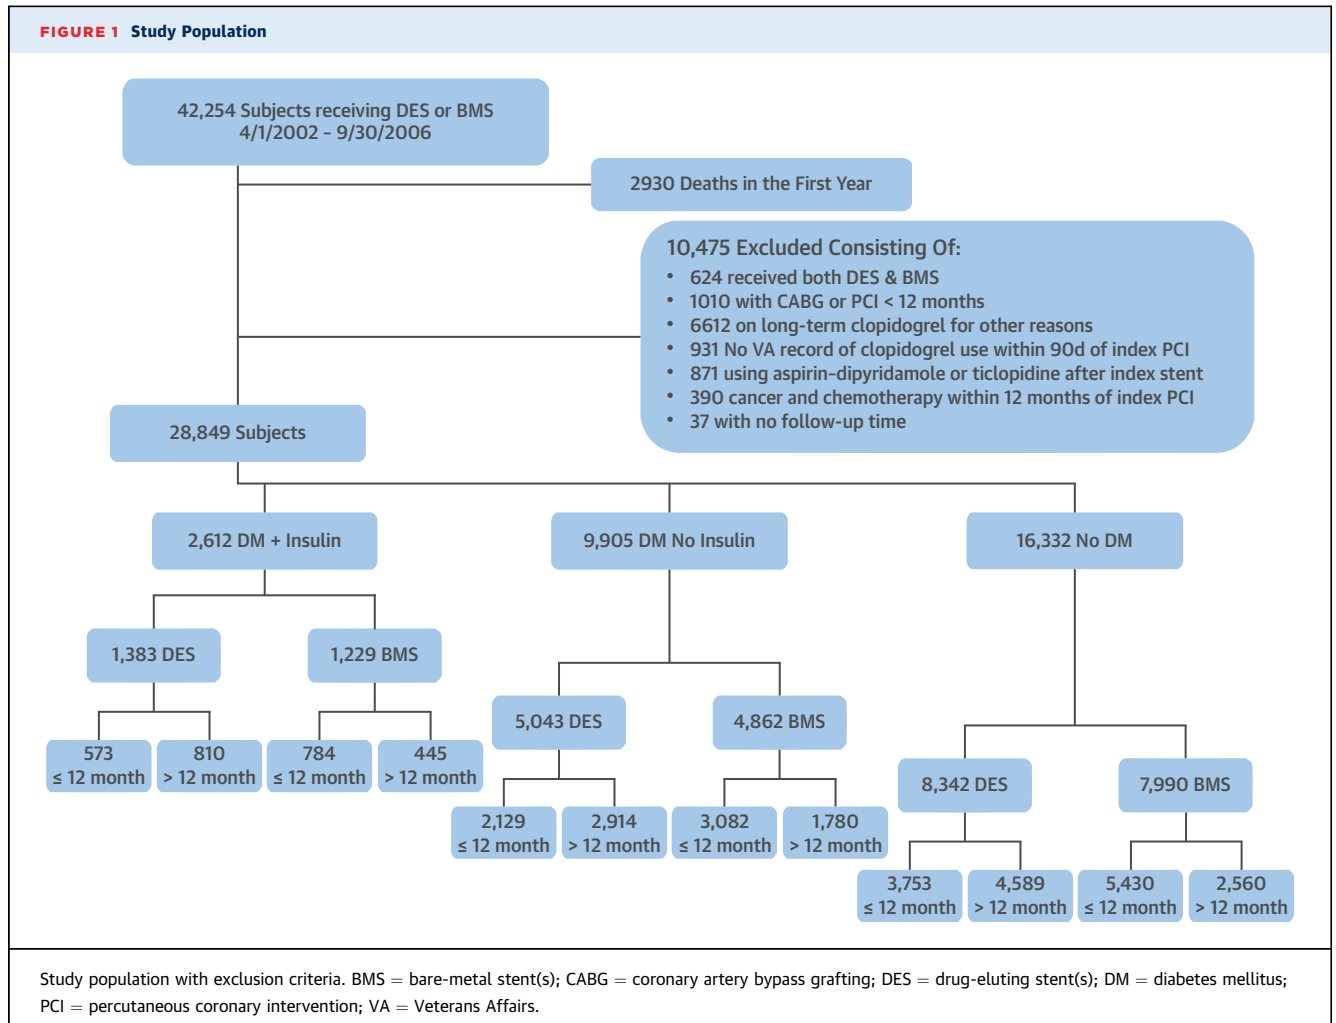 FIGURE 1 Study Population
42,254 Subjects receiving DES or BMS
4/1/2002 - 9/30/2006
2930 Deaths in the First Year
10,475 Excluded Consisting Of:
• 624 received both DES & BMS
• 1010 with CABG or PCI < 12 months
• 6612 on long-term clopidogrel for other reasons
• 931 No VA record of clopidogrel use within 90d of index PCI
• 871 using aspirin-dipyridamole or ticlopidine after index stent
• 390 cancer and chemotherapy within 12 months of index PCI
• 37 with no follow-up time
28,849 Subjects
2,612 DM + Insulin
9,905 DM No Insulin
16,332 No DM
1,383 DES
1,229 BMS
5,043 DES
4,862 BMS
8,342 DES
7,990 BMS
573
≤ 12 month
810
> 12 month
784
≤ 12 month
445
> 12 month
2,129
≤ 12 month
2,914
> 12 month
3,082
≤ 12 month
1,780
> 12 month
3,753
≤ 12 month
4,589
> 12 month
5,430
≤ 12 month
2,560
> 12 month
Study population with exclusion criteria. BMS = bare-metal stent(s); CABG = coronary artery bypass grafting; DES = drug-eluting stent(s); DM = diabetes mellitus;
PCI = percutaneous coronary intervention; VA = Veterans Affairs.